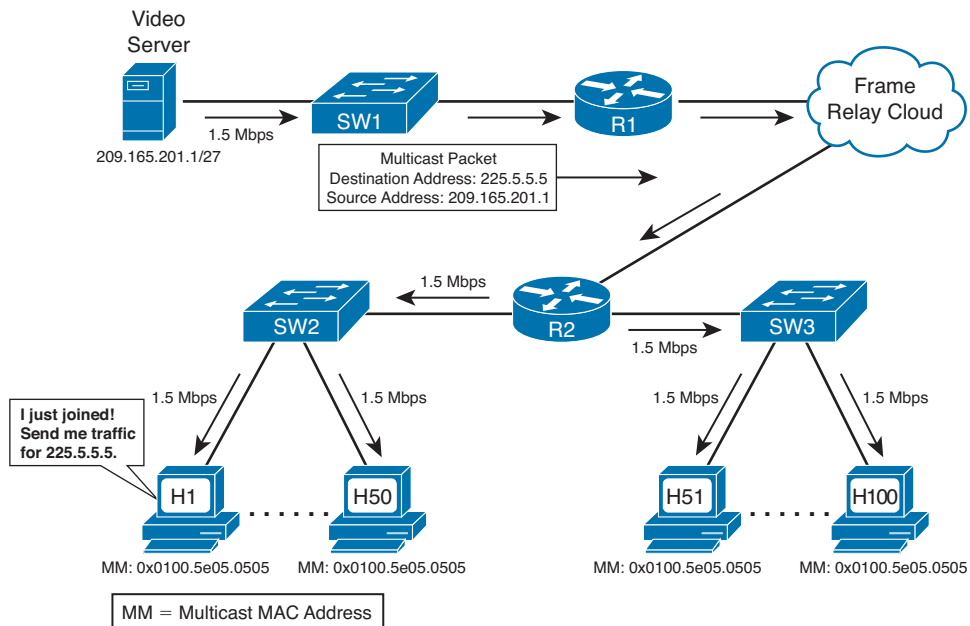 Video
Server
209.165.201.1/27
1.5 Mbps
SW1
R1
Frame
Relay Cloud
Multicast Packet
Destination Address: 225.5.5.5
Source Address: 209.165.201.1
1.5 Mbps
SW2
R2
1.5 Mbps
SW3
1.5 Mbps
1.5 Mbps
1.5 Mbps
1.5 Mbps
I just joined!
Send me traffic
for 225.5.5.5.
H1
H50
H51
H100
MM: 0x0100.5e05.0505
MM: 0x0100.5e05.0505
MM: 0x0100.5e05.0505
MM: 0x0100.5e05.0505
MM = Multicast MAC Address